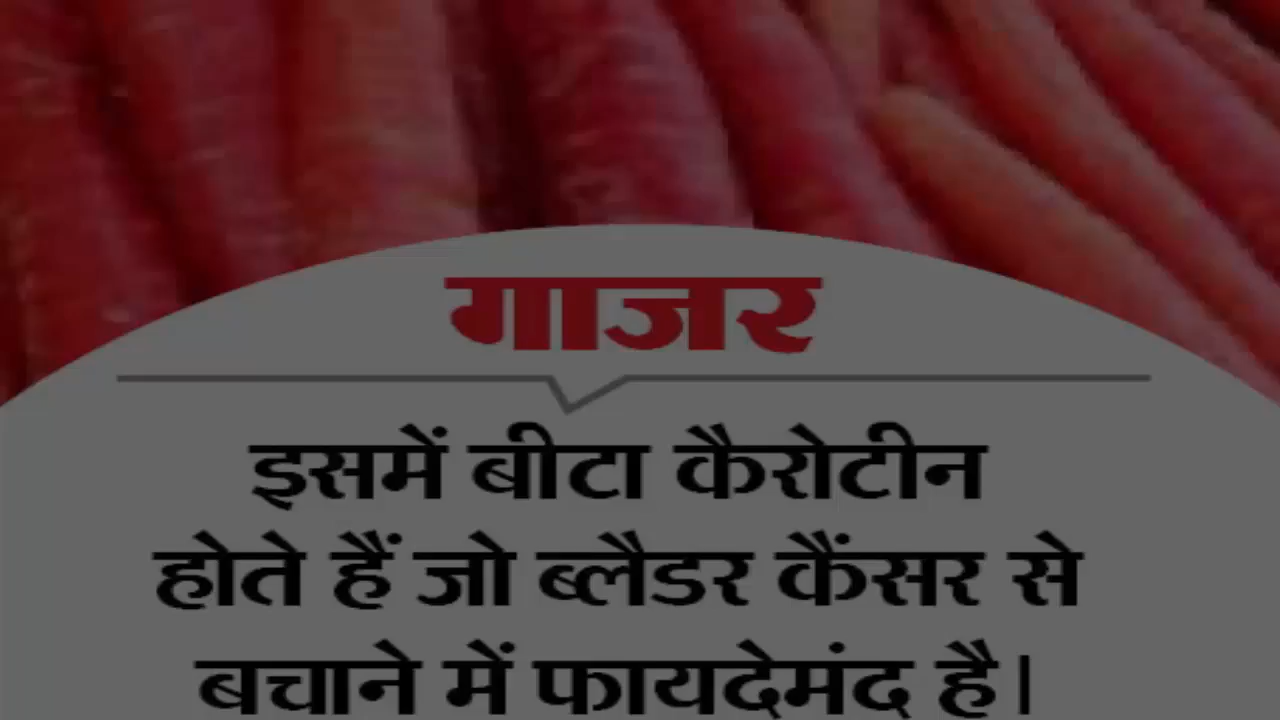 गाजर
इसमें बीटा कैरोटीन
होते हैं जो ब्लैडर कैंसर से
बचाने में फायदेमंद है।